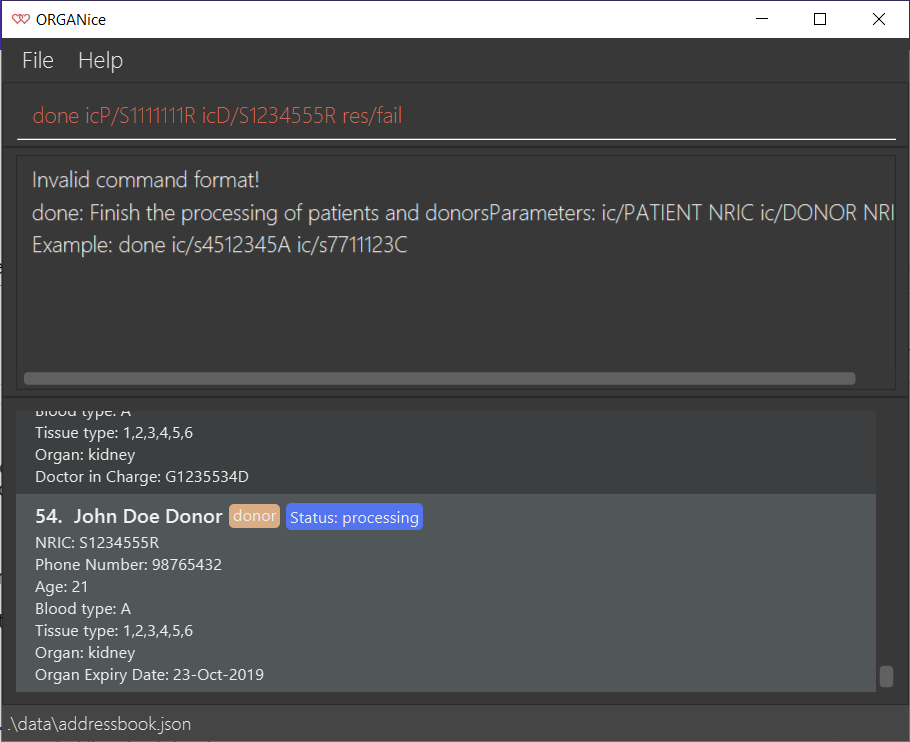 ORGANice
File Help
done icP/S1111111R icD/S1234555R res/fail
Invalid command format!
done: Finish the processing of patients and donorsParameters: ic/PATIENT NRIC ic/DONOR NRI
Example: done ic/s4512345A ic/s7711123C
Blood type: A
Tissue type: 1,2,3,4,5,6
Organ: kidney
Doctor in Charge: G1235534D
54. John Doe Donor donor Status: processing
NRIC: S1234555R
Phone Number: 98765432
Age: 21
Blood type: A
Tissue type: 1,2,3,4,5,6
Organ: kidney
Organ Expiry Date: 23-Oct-2019
.\data\addressbook.json